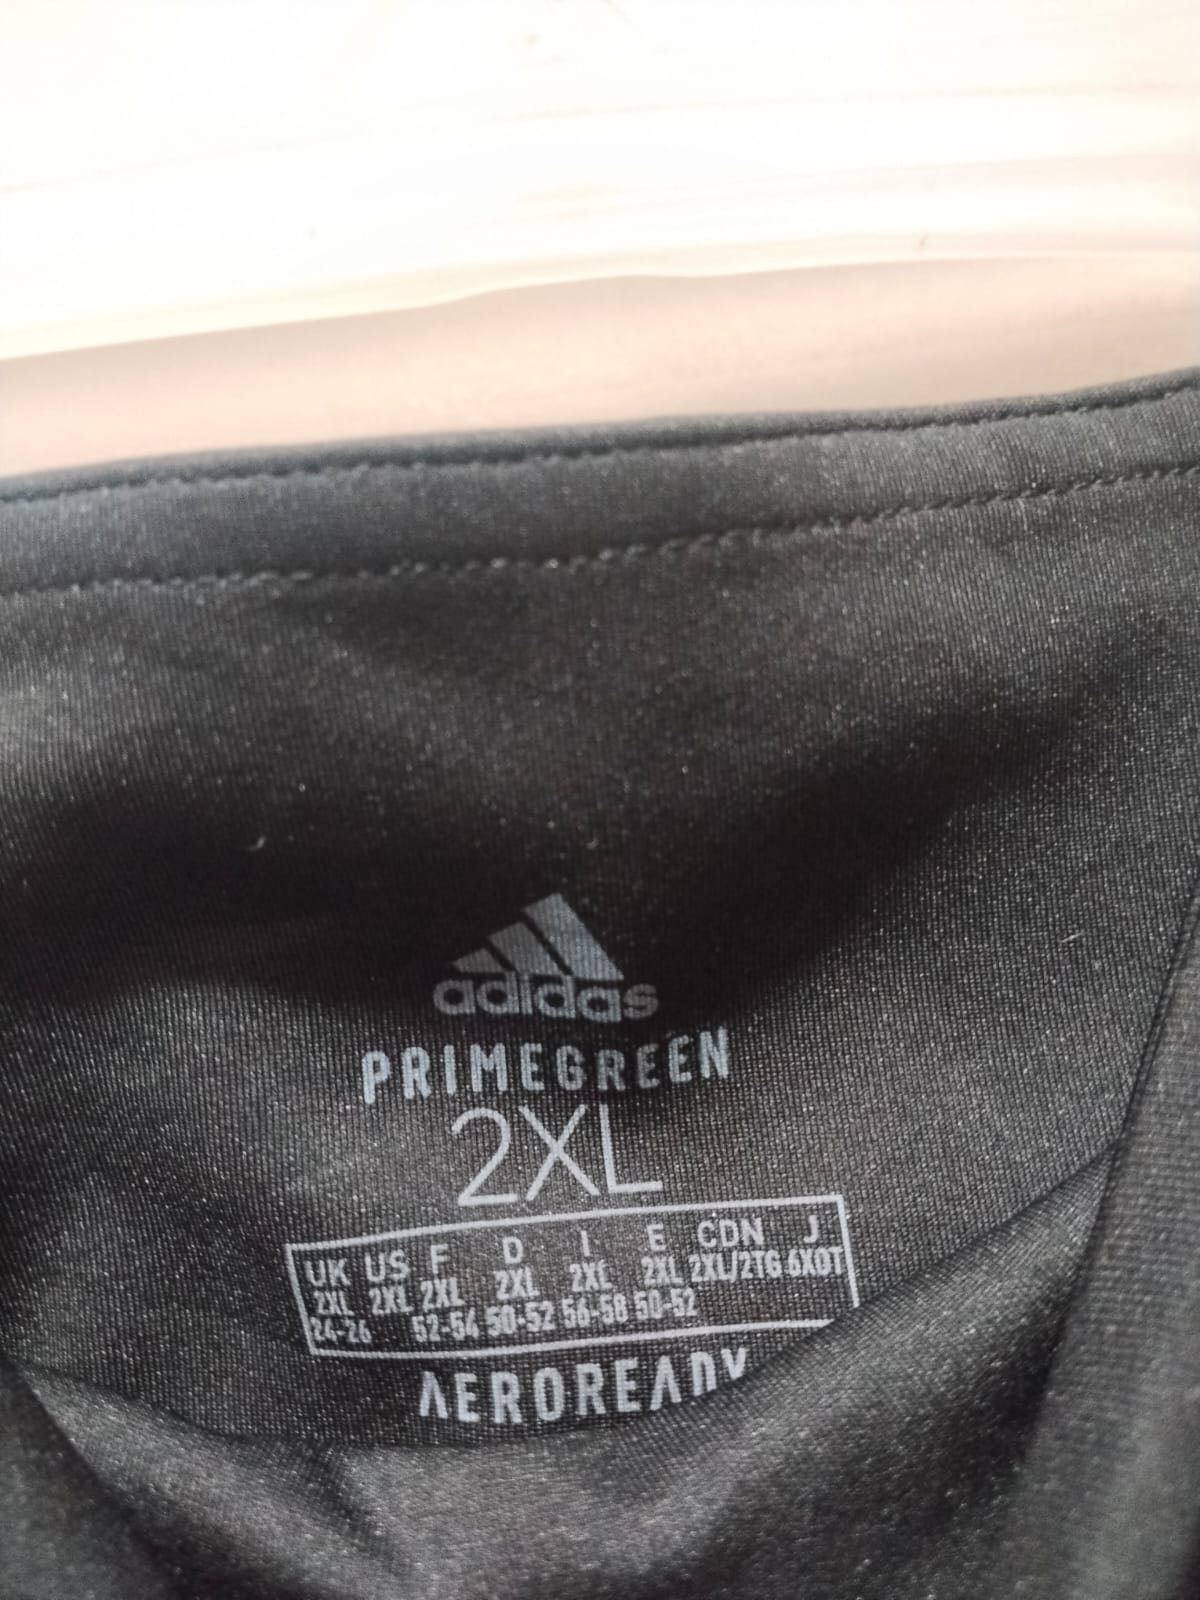 adidas
PRIMEGREEN
2XL
UK US F D I E CDN J
2XL 2XL 2XL 2XL 2XL 2XL 2XL/2TG 6XOT
24-26 52-54 50-52 56-58 50-52
AEROREADY